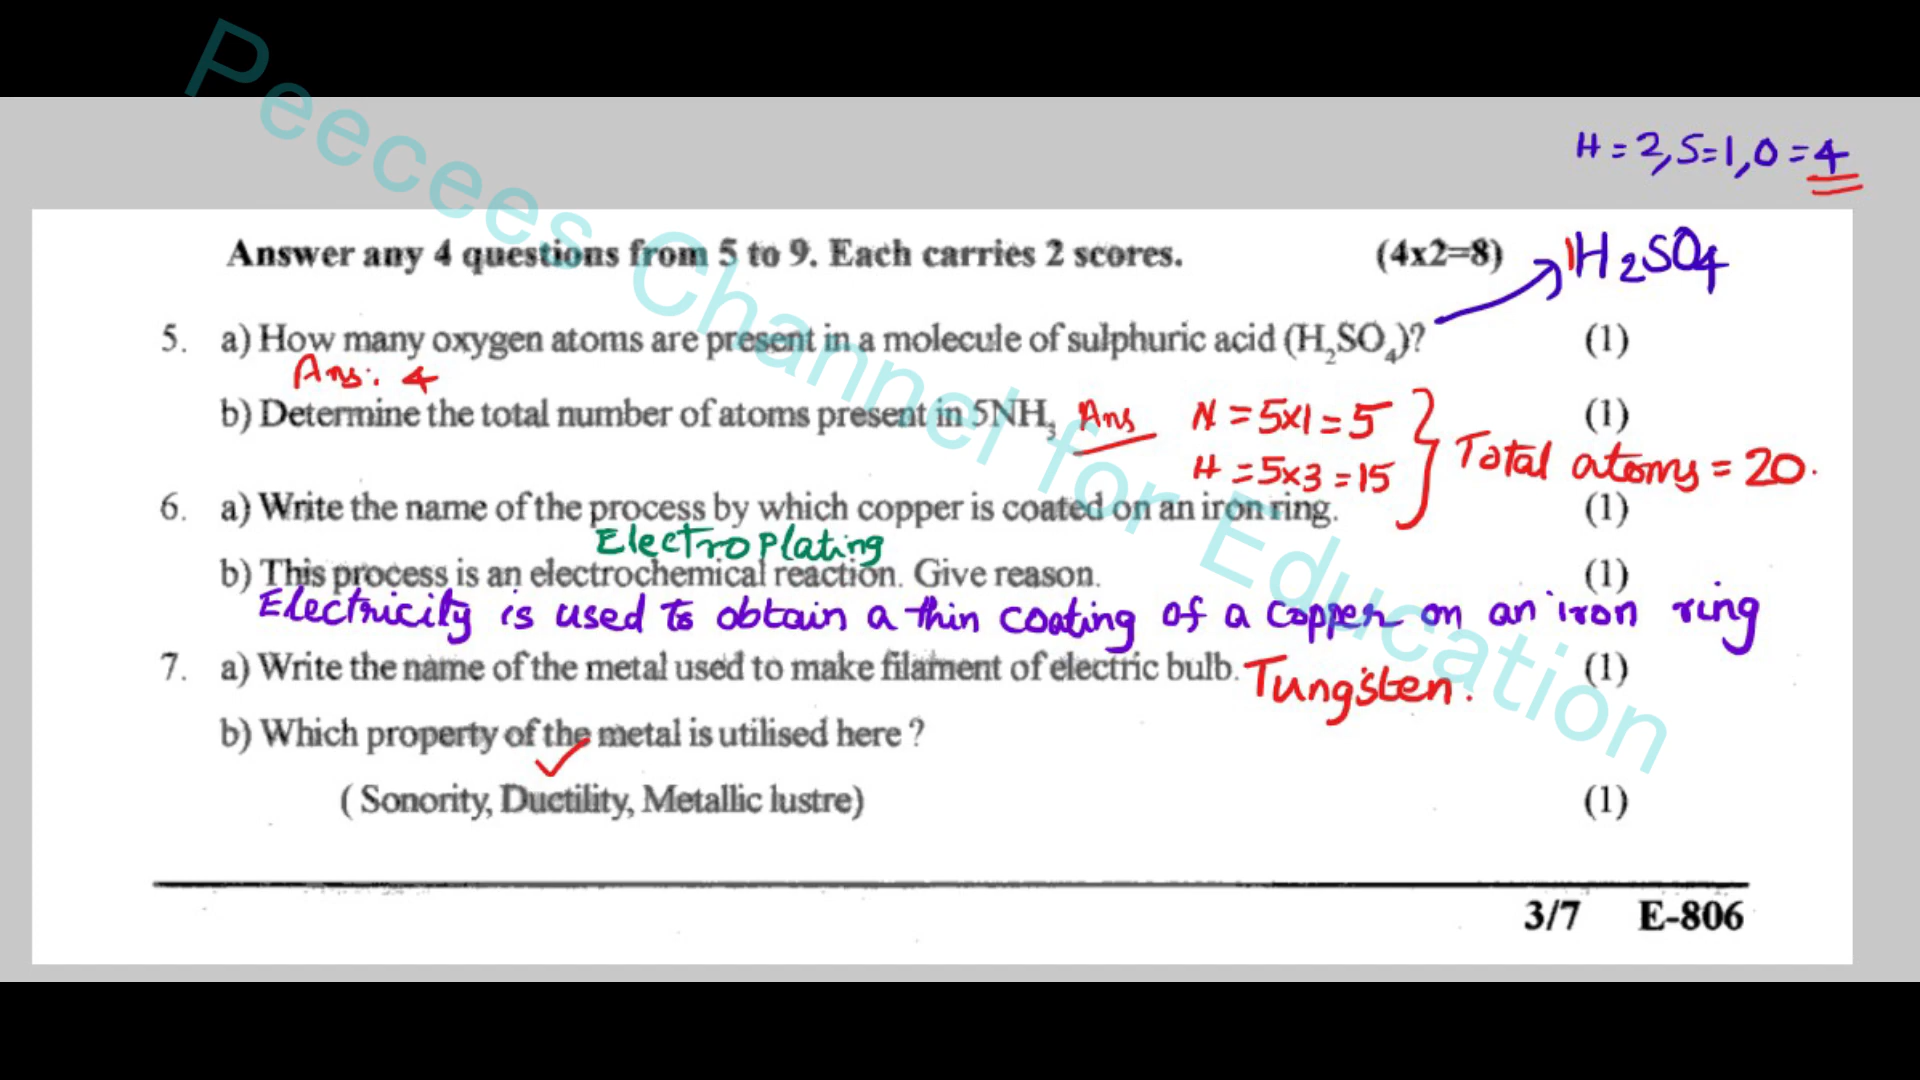 Peecees Channel for Education
H = 2, S = 1, O = 4
Answer any 4 questions from 5 to 9. Each carries 2 scores. (4x2=8) H₂SO₄
5. a) How many oxygen atoms are present in a molecule of sulphuric acid (H₂SO₄)? (1)
Ans: 4
b) Determine the total number of atoms present in 5NH₃ Ans N = 5x1 = 5 (1)
H = 5x3 = 15 } Total atoms = 20.
6. a) Write the name of the process by which copper is coated on an iron ring. (1)
Electroplating
b) This process is an electrochemical reaction. Give reason. (1)
Electricity is used to obtain a thin coating of a copper on an iron ring
7. a) Write the name of the metal used to make filament of electric bulb. Tungsten. (1)
b) Which property of the metal is utilised here ?
( Sonority, Ductility, Metallic lustre) (1)
3/7 E-806